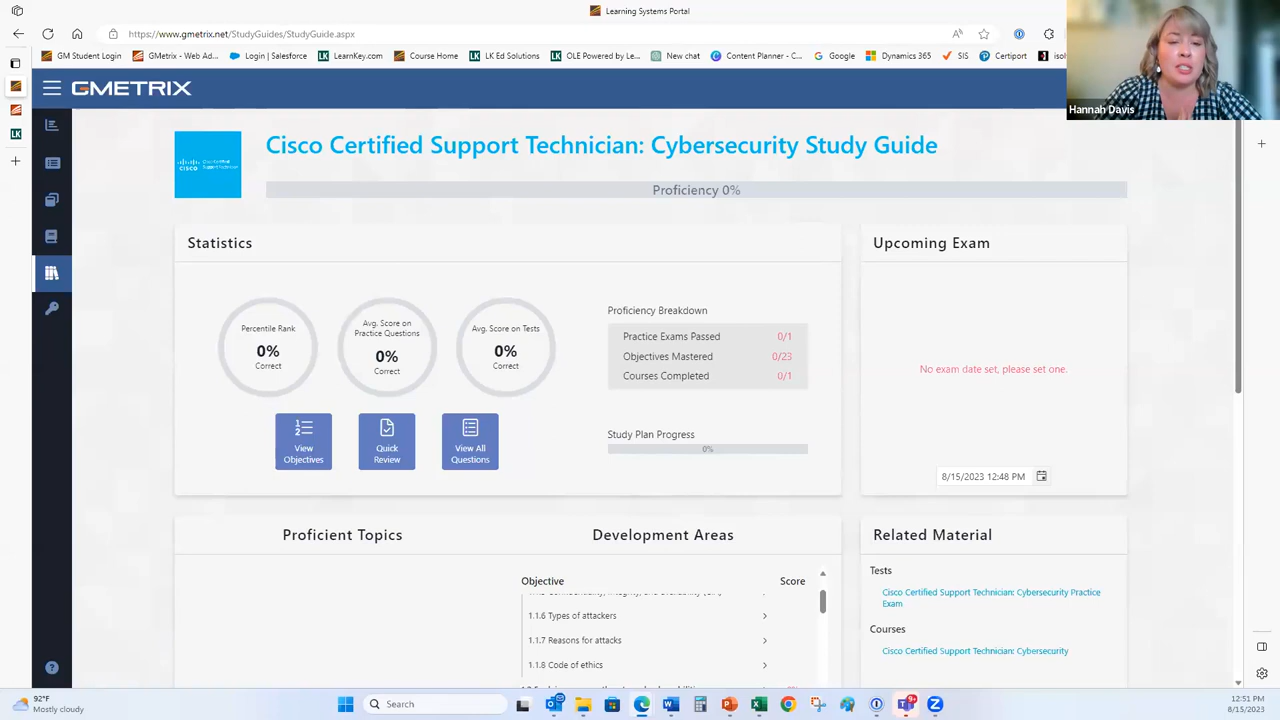 Learning Systems Portal
https://www.gmetrix.net/StudyGuides/StudyGuide.aspx
GM Student Login
GMetrix - Web Ad...
Login | Salesforce
LK
LearnKey.com
Course Home
LK
LK Ed Solutions
LK
OLE Powered by Lea...
New chat
Content Planner - C...
Google
Dynamics 365
SIS
Certiport
Hannah Davis
GMETRIX
LK
CISCO
Cisco Certified Support Technician: Cybersecurity Study Guide
Proficiency 0%
Statistics
Percentile Rank
0%
Correct
Avg. Score on
Practice Questions
0%
Correct
Avg. Score on Tests
0%
Correct
View
Objectives
Quick
Review
View All
Questions
Proficiency Breakdown
Practice Exams Passed 0/1
Objectives Mastered 0/23
Courses Completed 0/1
Study Plan Progress
0%
Upcoming Exam
No exam date set, please set one.
8/15/2023 12:48 PM
Proficient Topics
Development Areas
Objective Score
1.1.6 Types of attackers
1.1.7 Reasons for attacks
1.1.8 Code of ethics
Related Material
Tests
Cisco Certified Support Technician: Cybersecurity Practice
Exam
Courses
Cisco Certified Support Technician: Cybersecurity
92°F
Mostly cloudy
Search
12:51 PM
8/15/2023